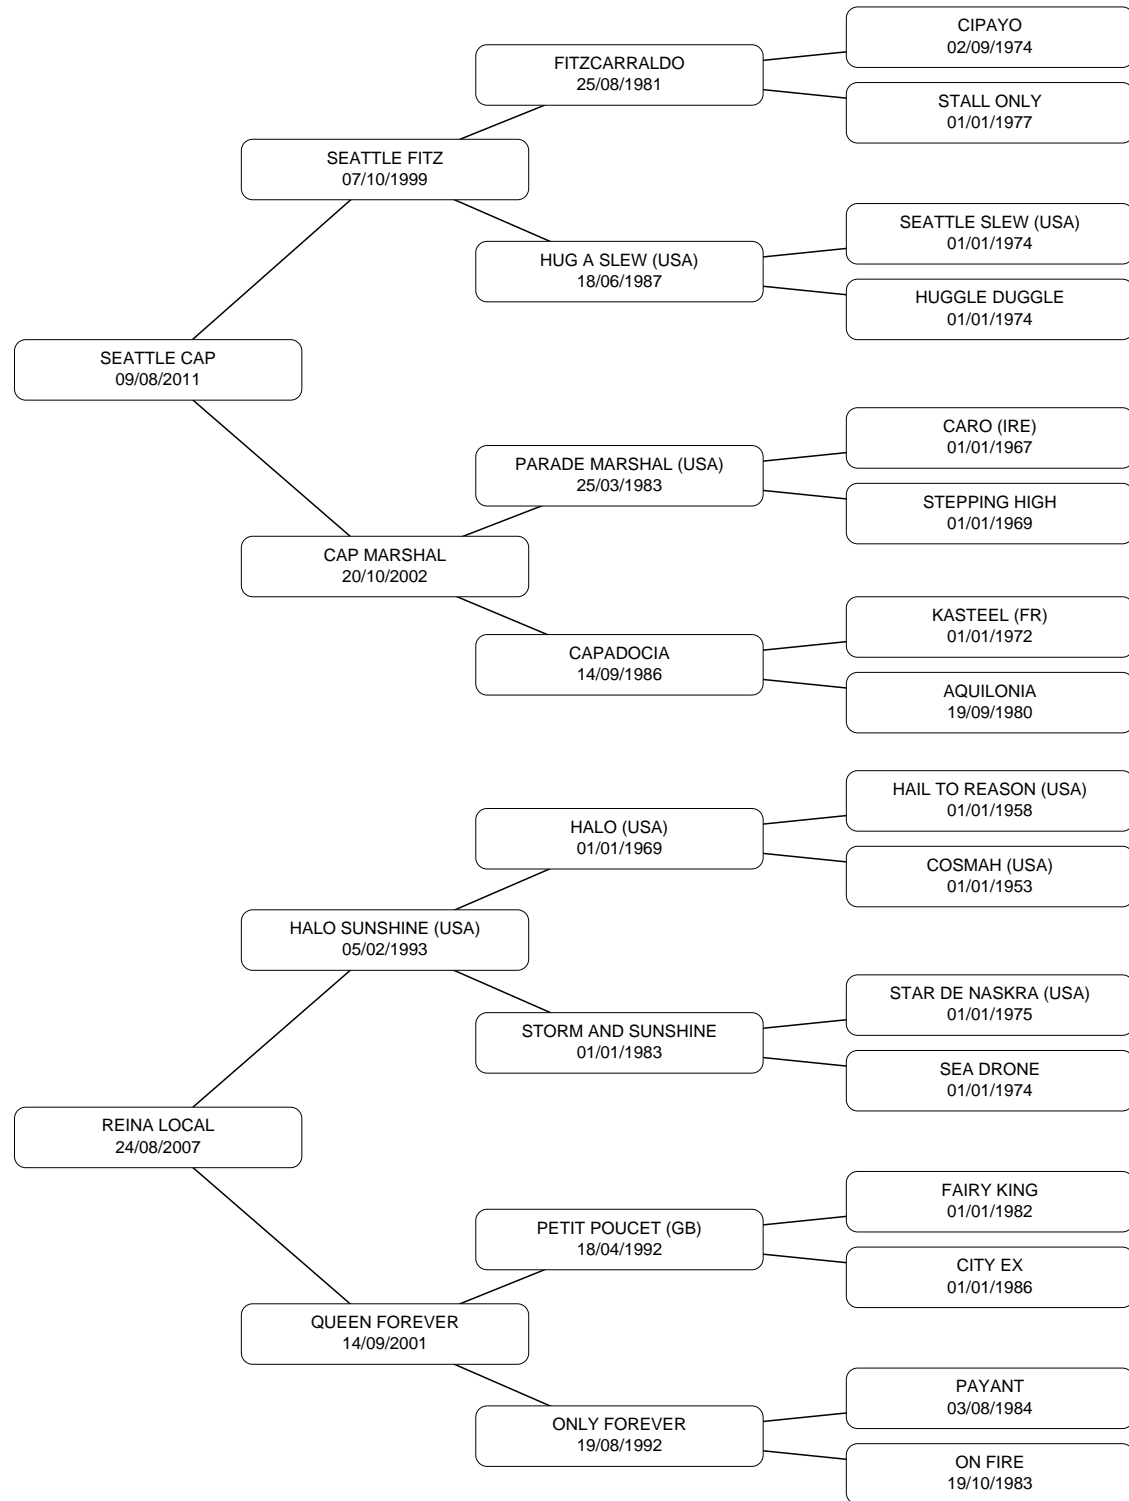 CIPAYO
02/09/1974
FITZCARRALDO
25/08/1981
STALL ONLY
01/01/1977
SEATTLE FITZ
07/10/1999
SEATTLE SLEW (USA)
01/01/1974
HUG A SLEW (USA)
18/06/1987
HUGGLE DUGGLE
01/01/1974
SEATTLE CAP
09/08/2011
CARO (IRE)
01/01/1967
PARADE MARSHAL (USA)
25/03/1983
STEPPING HIGH
01/01/1969
CAP MARSHAL
20/10/2002
KASTEEL (FR)
01/01/1972
CAPADOCIA
14/09/1986
AQUILONIA
19/09/1980
HAIL TO REASON (USA)
01/01/1958
HALO (USA)
01/01/1969
COSMAH (USA)
01/01/1953
HALO SUNSHINE (USA)
05/02/1993
STAR DE NASKRA (USA)
01/01/1975
STORM AND SUNSHINE
01/01/1983
SEA DRONE
01/01/1974
REINA LOCAL
24/08/2007
FAIRY KING
01/01/1982
PETIT POUCET (GB)
18/04/1992
CITY EX
01/01/1986
QUEEN FOREVER
14/09/2001
PAYANT
03/08/1984
ONLY FOREVER
19/08/1992
ON FIRE
19/10/1983